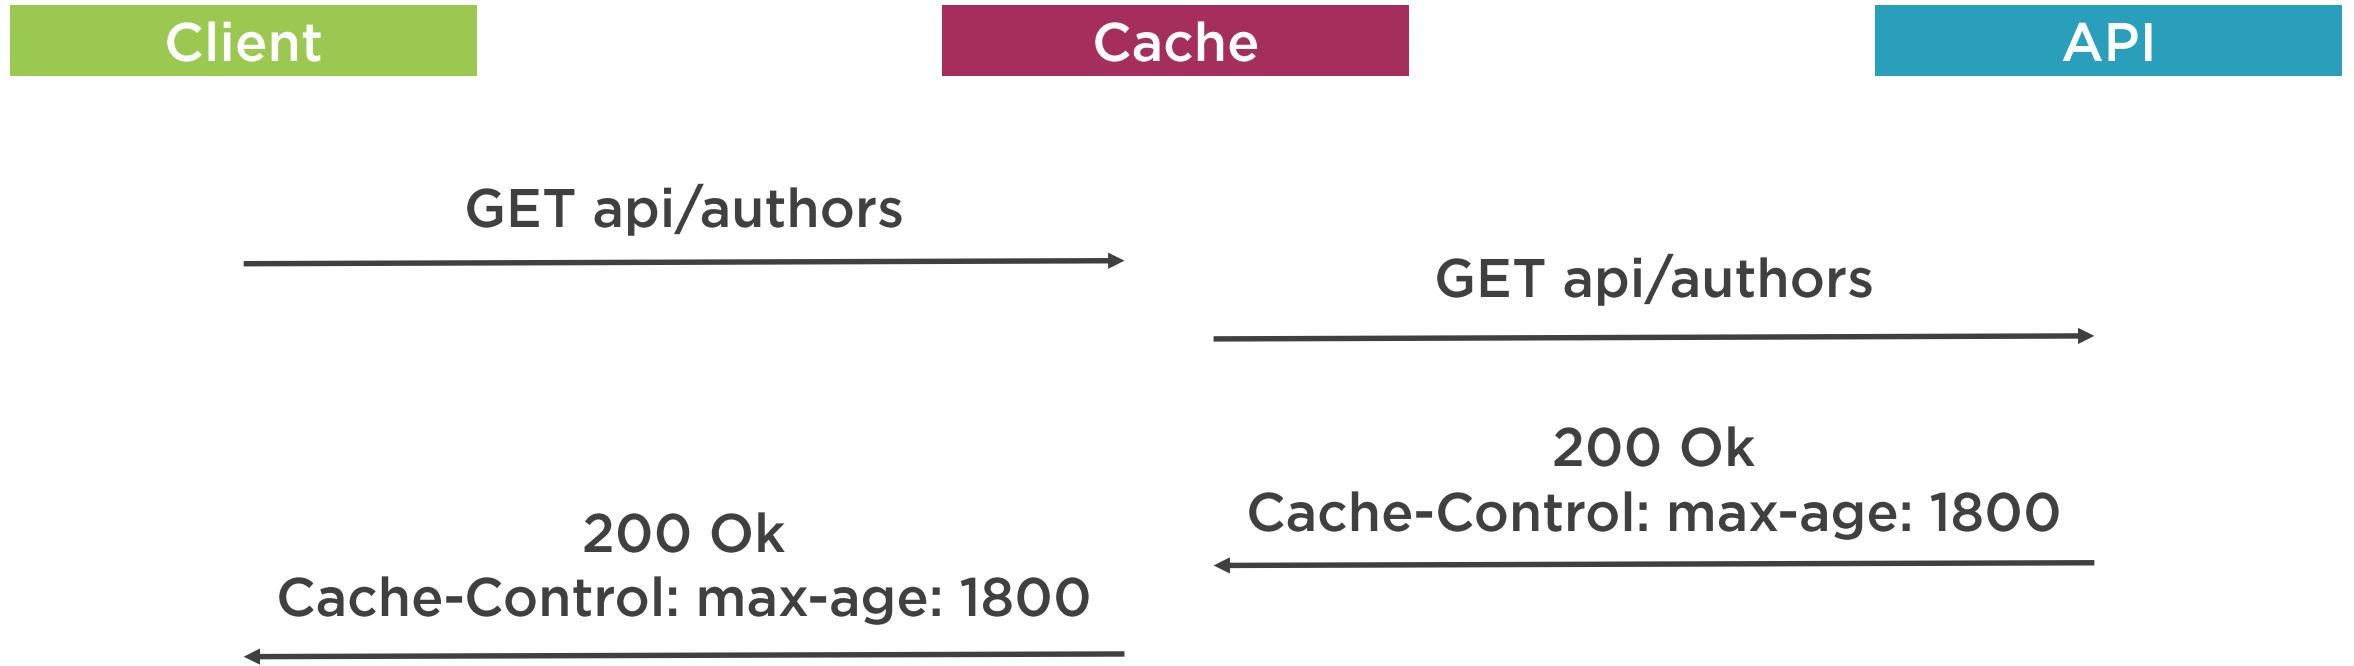 Client
Cache
API
GET api/authors
GET api/authors
200 Ok
Cache-Control: max-age: 1800
200 Ok
Cache-Control: max-age: 1800